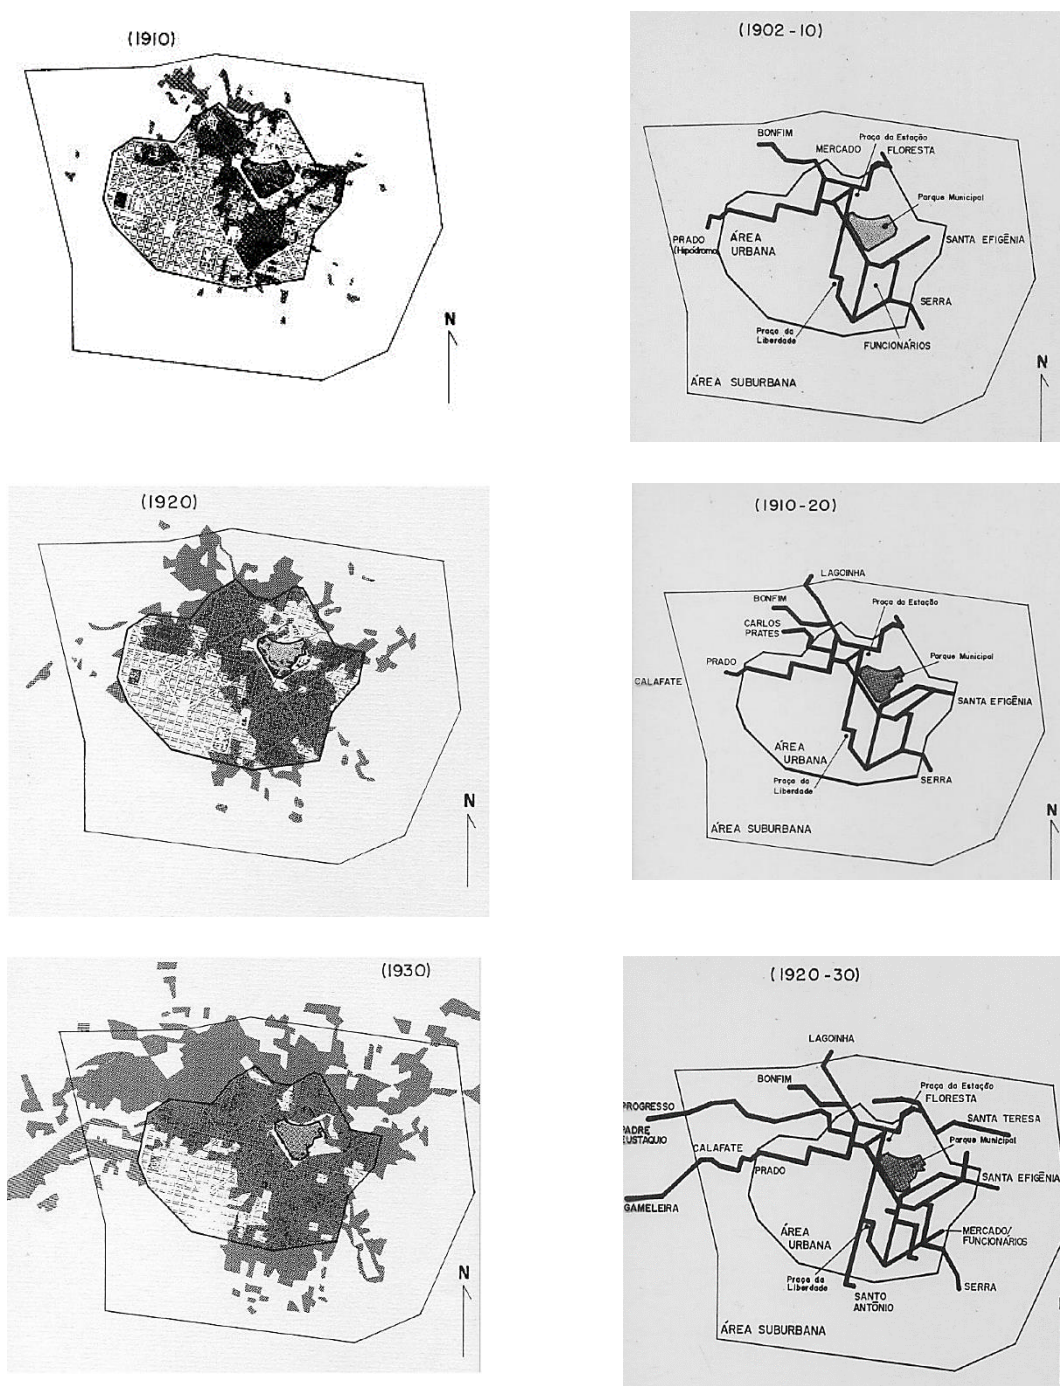 (1910)
N
(1902-10)
BONFIM
Praça da Estação
MERCADO
FLORESTA
Parque Municipal
PRADO
(Hipódromo)
ÁREA
URBANA
SANTA EFIGÊNIA
SERRA
Praça da
Liberdade
FUNCIONÁRIOS
ÁREA SUBURBANA
N
(1920)
N
(1910-20)
LAGOINHA
BONFIM
Praça da Estação
CARLOS
PRATES
PRADO
Parque Municipal
CALAFATE
SANTA EFIGÊNIA
ÁREA
URBANA
Praça da
Liberdade
SERRA
ÁREA SUBURBANA
N
(1930)
N
(1920-30)
LAGOINHA
BONFIM
Praça da Estação
FLORESTA
PROGRESSO
SANTA TERESA
PADRE
EUSTAQUIO
Parque Municipal
CALAFATE
PRADO
SANTA EFIGÊNIA
GAMELEIRA
ÁREA
URBANA
MERCADO/
FUNCIONÁRIOS
Praça da
Liberdade
SANTO
ANTÔNIO
SERRA
ÁREA SUBURBANA